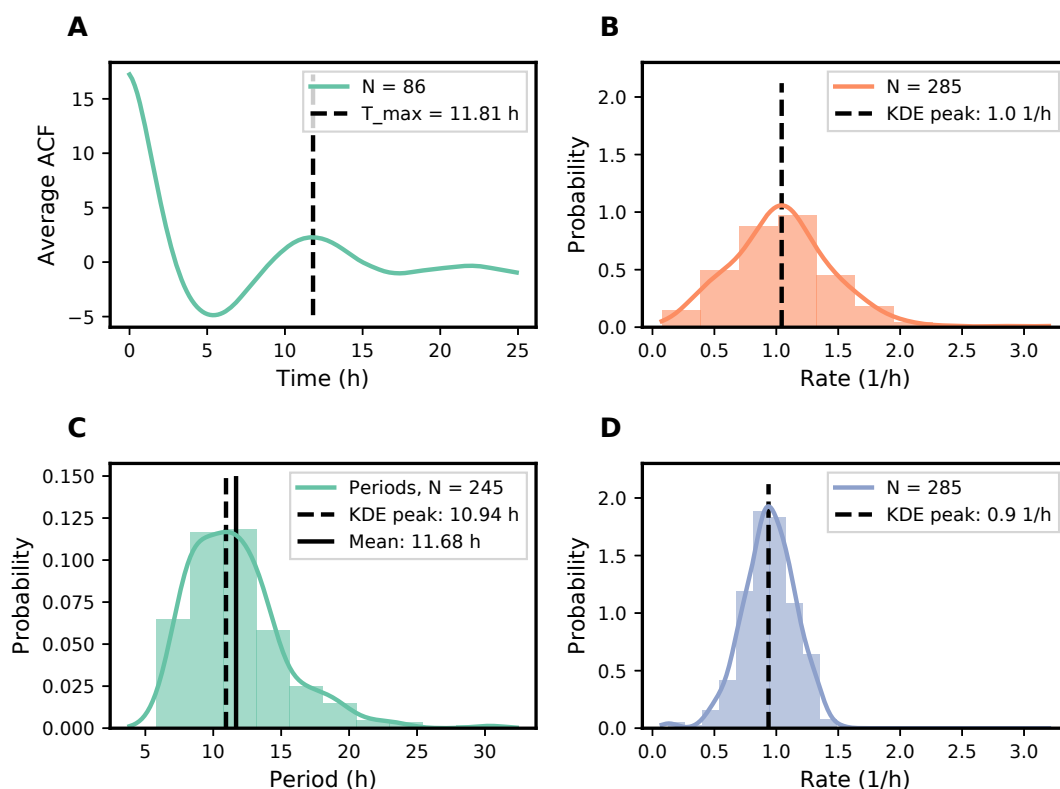 A
N = 86
T_max = 11.81 h
Average ACF
15
10
5
0
−5
0 5 10 15 20 25
Time (h)
B
N = 285
KDE peak: 1.0 1/h
Probability
2.0
1.5
1.0
0.5
0.0
0.0 0.5 1.0 1.5 2.0 2.5 3.0
Rate (1/h)
C
Periods, N = 245
KDE peak: 10.94 h
Mean: 11.68 h
Probability
0.150
0.125
0.100
0.075
0.050
0.025
0.000
5 10 15 20 25 30
Period (h)
D
N = 285
KDE peak: 0.9 1/h
Probability
2.0
1.5
1.0
0.5
0.0
0.0 0.5 1.0 1.5 2.0 2.5 3.0
Rate (1/h)